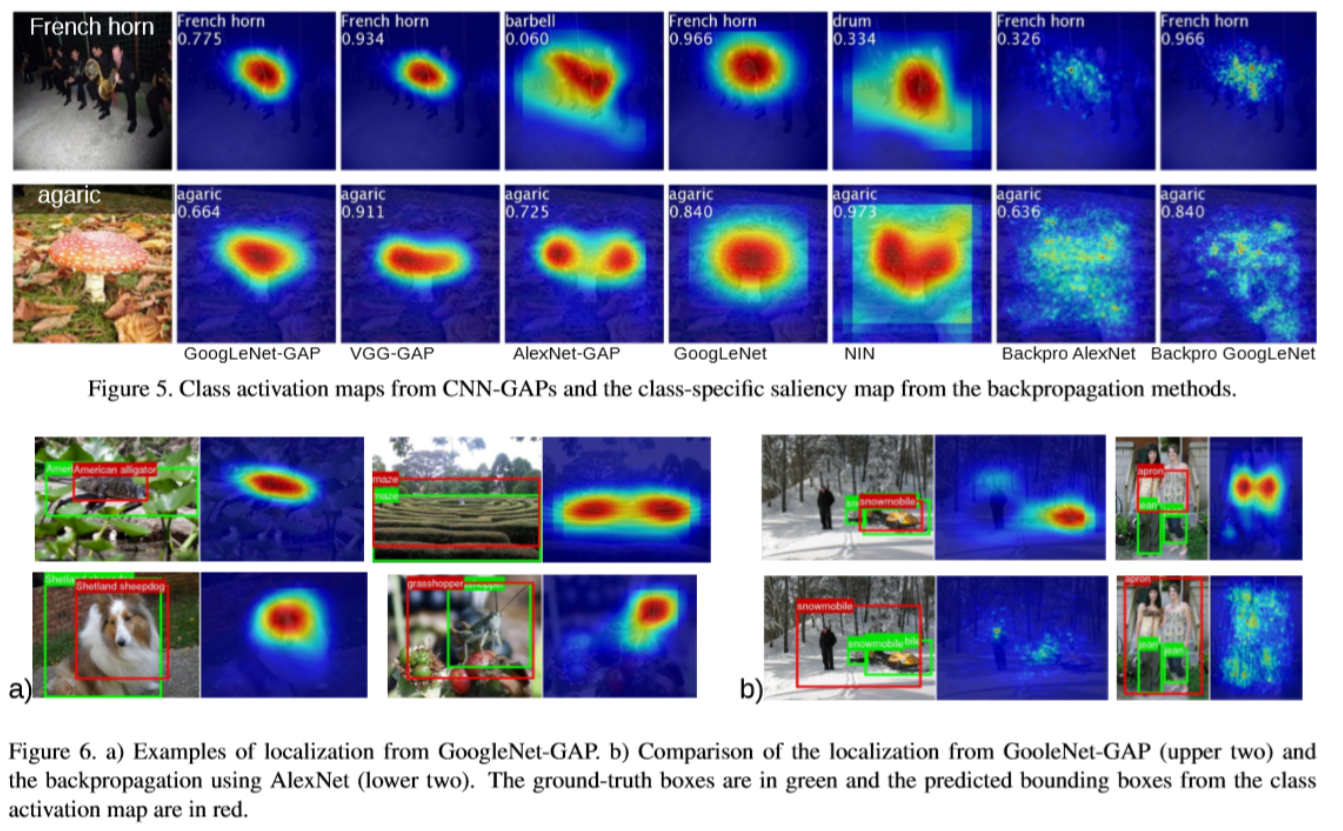 French horn
French horn
0.775
French horn
0.934
barbell
0.060
French horn
0.966
drum
0.334
French horn
0.326
French horn
0.966
agaric
agaric
0.664
agaric
0.911
agaric
0.725
agaric
0.840
agaric
0.973
agaric
0.636
agaric
0.840
GoogLeNet-GAP
VGG-GAP
AlexNet-GAP
GoogLeNet
NIN
Backpro AlexNet
Backpro GoogLeNet
Figure 5. Class activation maps from CNN-GAPs and the class-specific saliency map from the backpropagation methods.
American alligator
maze
maze
snowmobile
apron
jean
Shetland sheepdog
grasshopper
snowmobile
snowmobile
apron
jean
jean
a)
b)
Figure 6. a) Examples of localization from GoogleNet-GAP. b) Comparison of the localization from GooleNet-GAP (upper two) and
the backpropagation using AlexNet (lower two). The ground-truth boxes are in green and the predicted bounding boxes from the class
activation map are in red.